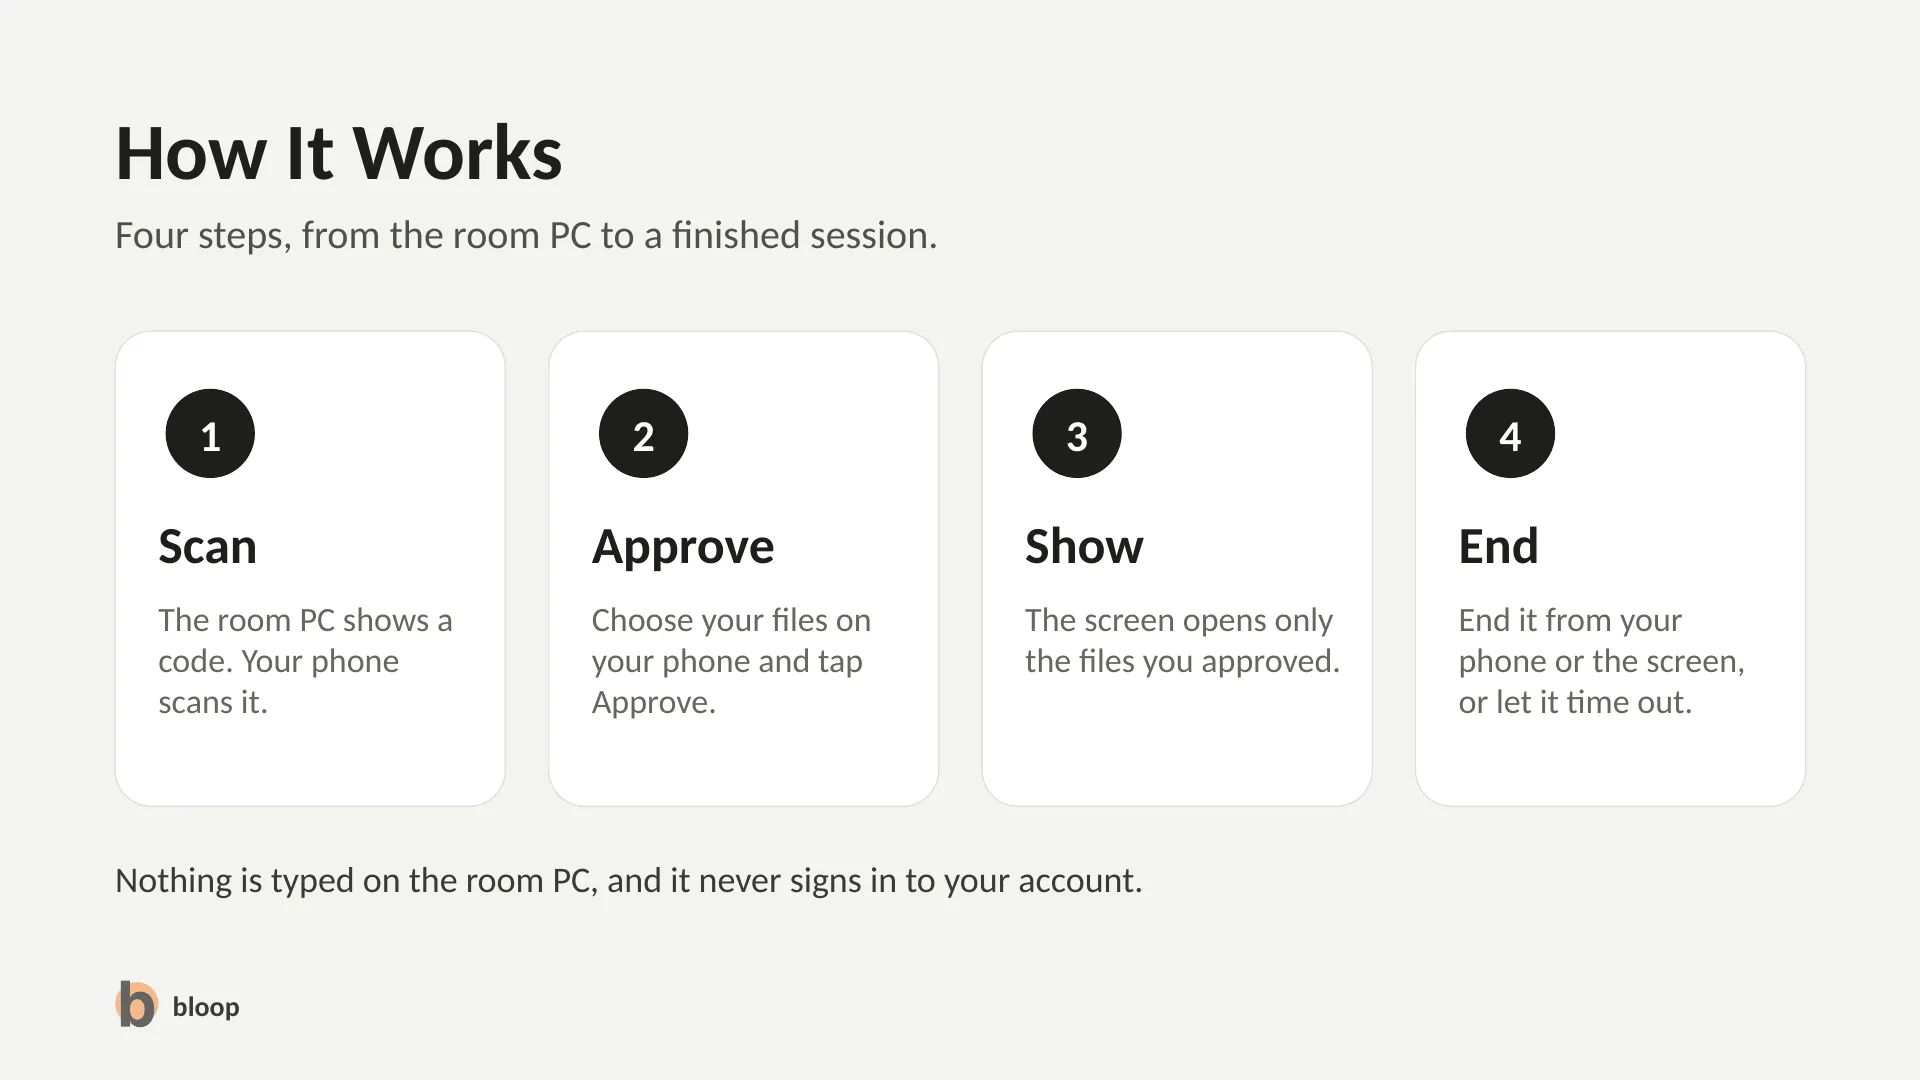 How It Works
Four steps, from the room PC to a finished session.
1
Scan
The room PC shows a
code. Your phone
scans it.
2
Approve
Choose your files on
your phone and tap
Approve.
3
Show
The screen opens only
the files you approved.
4
End
End it from your
phone or the screen,
or let it time out.
Nothing is typed on the room PC, and it never signs in to your account.
b bloop